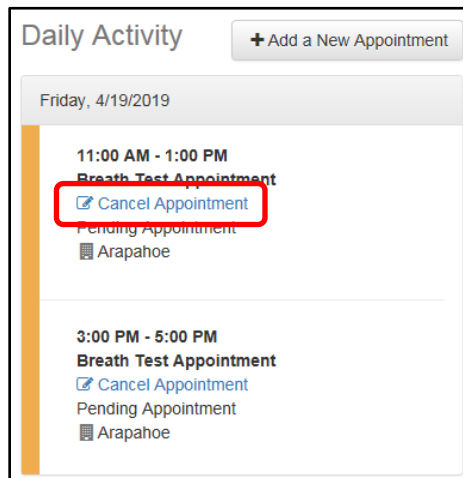 Daily Activity
+ Add a New Appointment
Friday, 4/19/2019
11:00 AM - 1:00 PM
Breath Test Appointment
Cancel Appointment
Pending Appointment
Arapahoe
3:00 PM - 5:00 PM
Breath Test Appointment
Cancel Appointment
Pending Appointment
Arapahoe